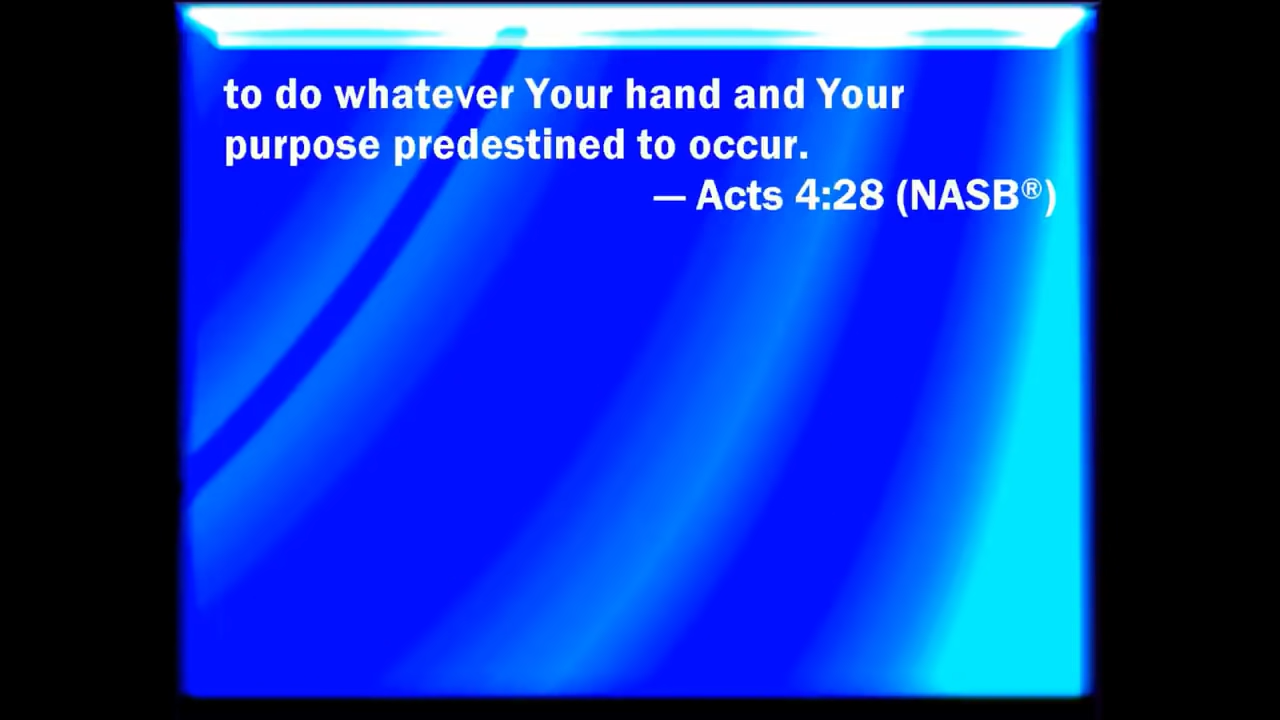 to do whatever Your hand and Your
purpose predestined to occur.
— Acts 4:28 (NASB®)